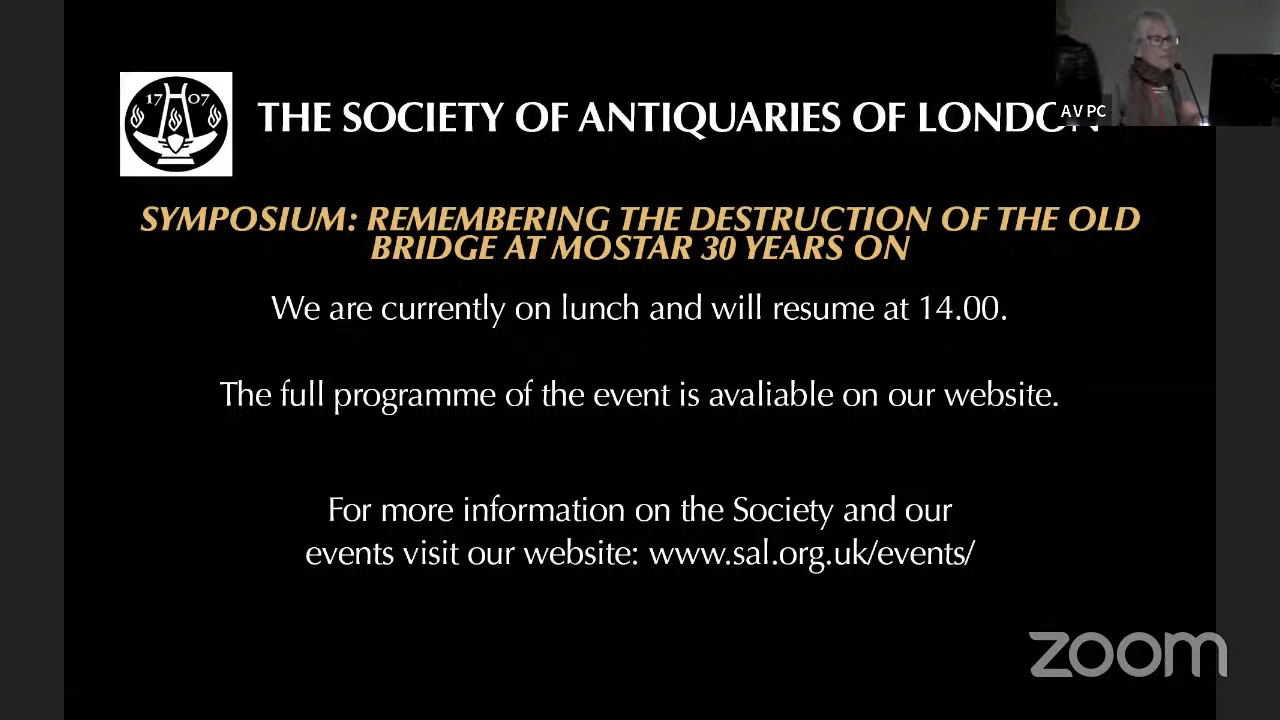 17 07
THE SOCIETY OF ANTIQUARIES OF LONDON
AV PC
SYMPOSIUM: REMEMBERING THE DESTRUCTION OF THE OLD
BRIDGE AT MOSTAR 30 YEARS ON
We are currently on lunch and will resume at 14.00.
The full programme of the event is avaliable on our website.
For more information on the Society and our
events visit our website: www.sal.org.uk/events/
zoom